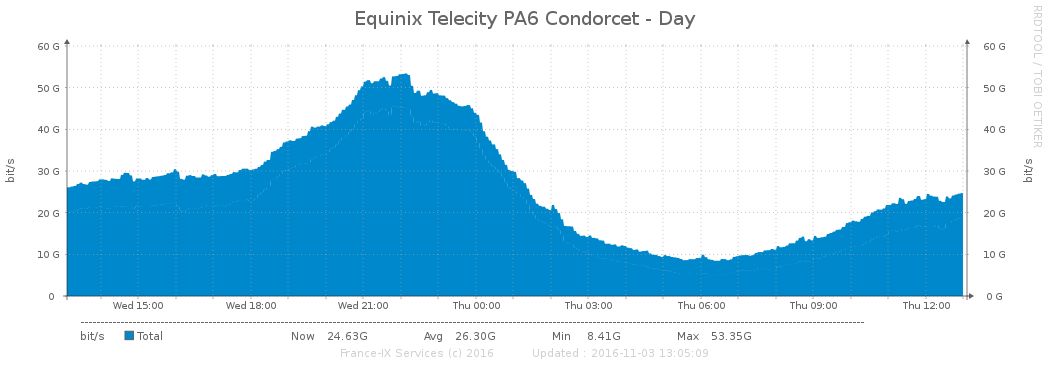 Equinix Telecity PA6 Condorcet - Day
RRDTOOL / TOBI OETIKER
bit/s
60 G 60 G
50 G 50 G
40 G 40 G
30 G 30 G
20 G 20 G
10 G 10 G
0 0 G
bit/s
Wed 15:00 Wed 18:00 Wed 21:00 Thu 00:00 Thu 03:00 Thu 06:00 Thu 09:00 Thu 12:00
bit/s Total Now 24.63G Avg 26.30G Min 8.41G Max 53.35G
France-IX Services (c) 2016 Updated : 2016-11-03 13:05:09